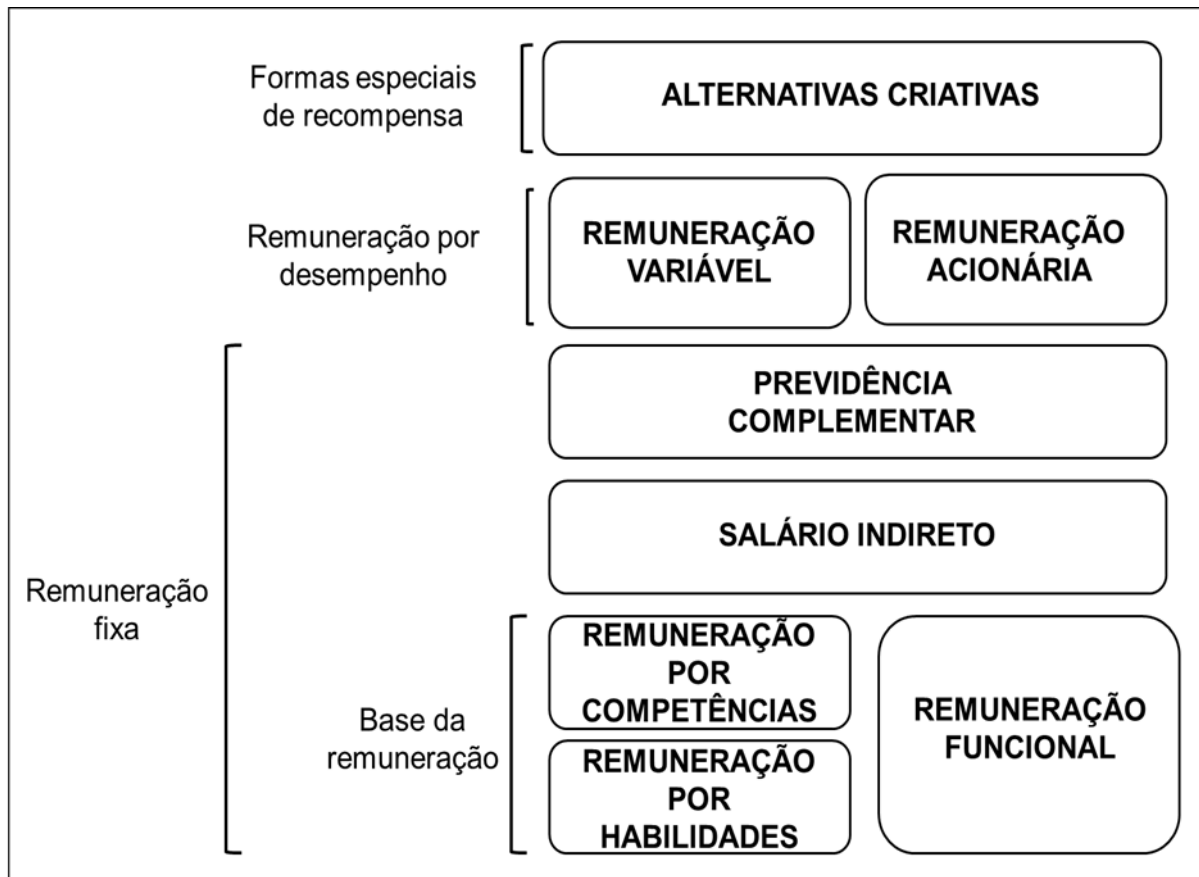 Formas especiais
de recompensa
ALTERNATIVAS CRIATIVAS
Remuneração por
desempenho
REMUNERAÇÃO
VARIÁVEL
REMUNERAÇÃO
ACIONÁRIA
PREVIDÊNCIA
COMPLEMENTAR
SALÁRIO INDIRETO
Remuneração
fixa
Base da
remuneração
REMUNERAÇÃO
POR
COMPETÊNCIAS
REMUNERAÇÃO
POR
HABILIDADES
REMUNERAÇÃO
FUNCIONAL